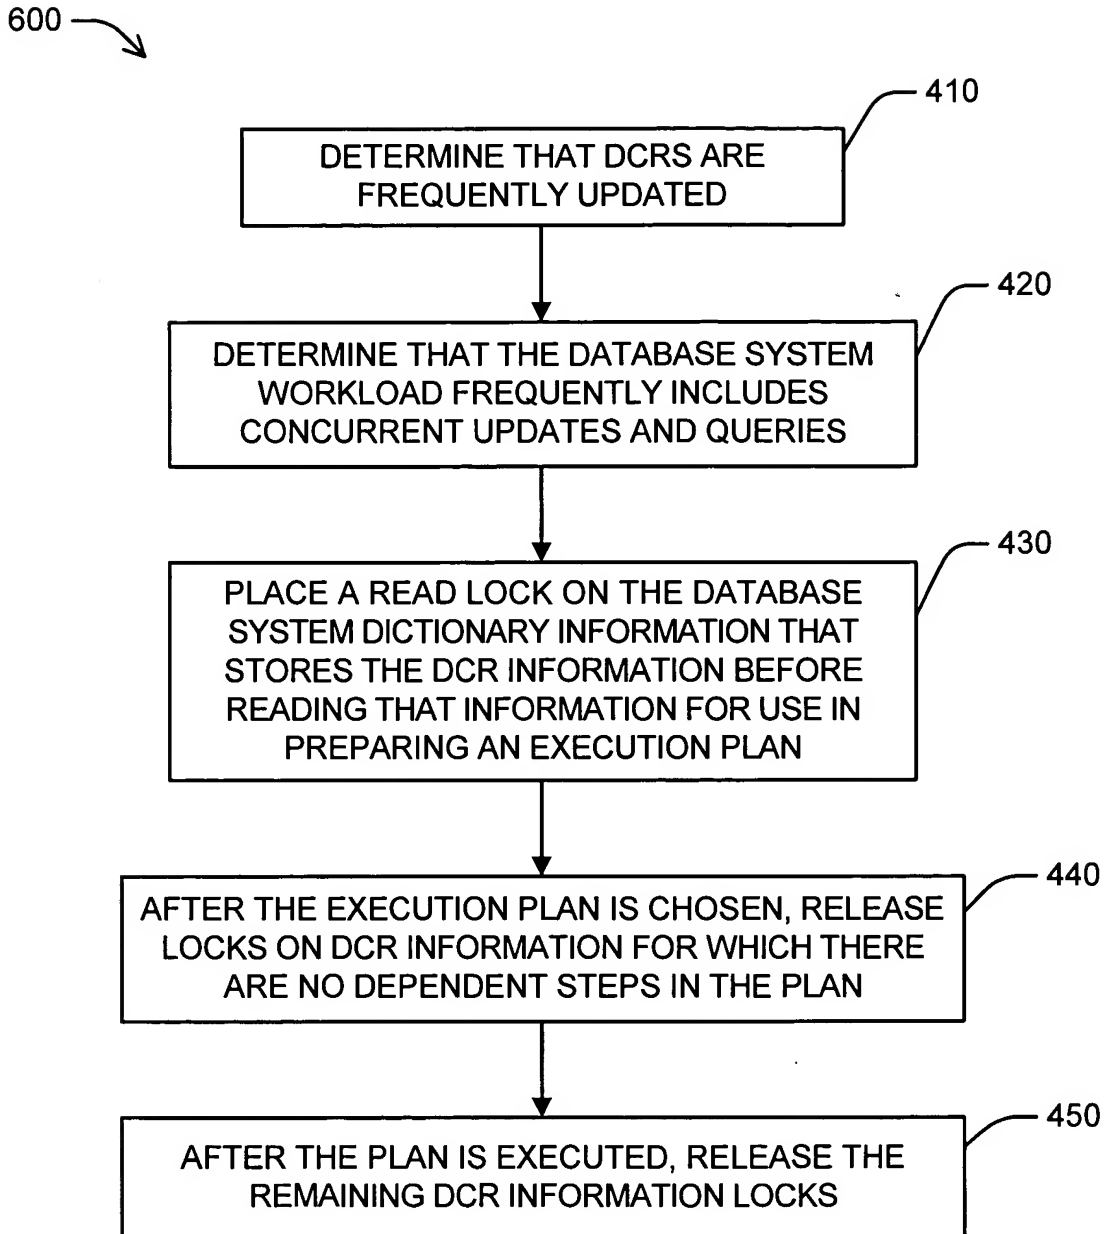 600
410
DETERMINE THAT DCRS ARE
FREQUENTLY UPDATED
420
DETERMINE THAT THE DATABASE SYSTEM
WORKLOAD FREQUENTLY INCLUDES
CONCURRENT UPDATES AND QUERIES
430
PLACE A READ LOCK ON THE DATABASE
SYSTEM DICTIONARY INFORMATION THAT
STORES THE DCR INFORMATION BEFORE
READING THAT INFORMATION FOR USE IN
PREPARING AN EXECUTION PLAN
440
AFTER THE EXECUTION PLAN IS CHOSEN, RELEASE
LOCKS ON DCR INFORMATION FOR WHICH THERE
ARE NO DEPENDENT STEPS IN THE PLAN
450
AFTER THE PLAN IS EXECUTED, RELEASE THE
REMAINING DCR INFORMATION LOCKS